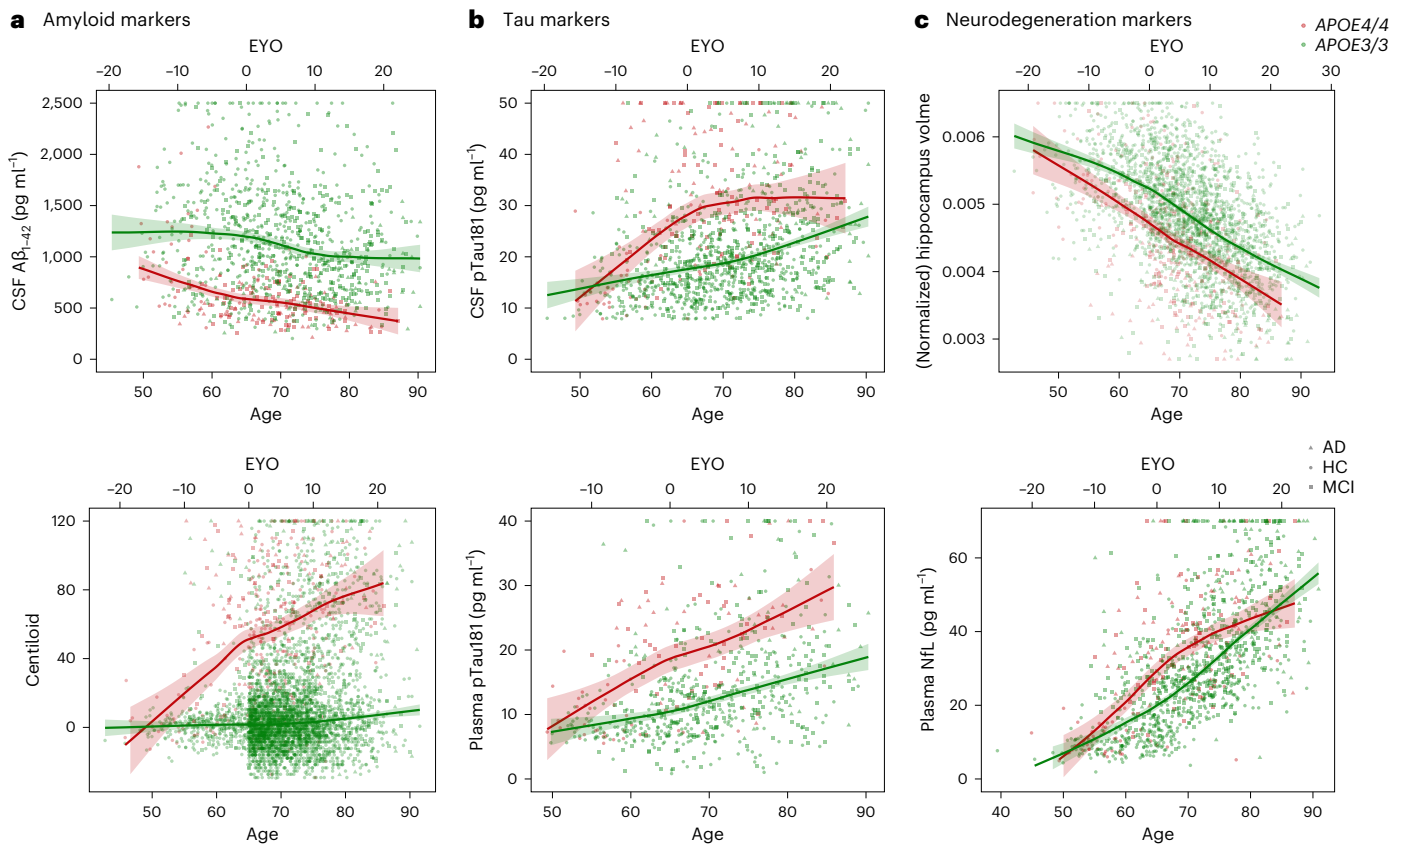 a Amyloid markers
EYO
−20 −10 0 10 20
2,500
2,000
1,500
1,000
500
0
CSF Aβ1–42 (pg ml−1)
50 60 70 80 90
Age
b Tau markers
EYO
−20 −10 0 10 20
50
40
30
20
10
0
CSF pTau181 (pg ml−1)
50 60 70 80 90
Age
c Neurodegeneration markers
APOE4/4
APOE3/3
EYO
−20 −10 0 10 20 30
0.006
0.005
0.004
0.003
(Normalized) hippocampus volme
50 60 70 80 90
Age
EYO
−20 −10 0 10 20
120
80
40
0
Centiloid
50 60 70 80 90
Age
EYO
−10 0 10 20
40
30
20
10
0
Plasma pTau181 (pg ml−1)
50 60 70 80 90
Age
AD
HC
MCI
EYO
−20 −10 0 10 20
60
40
20
0
Plasma NfL (pg ml−1)
40 50 60 70 80 90
Age